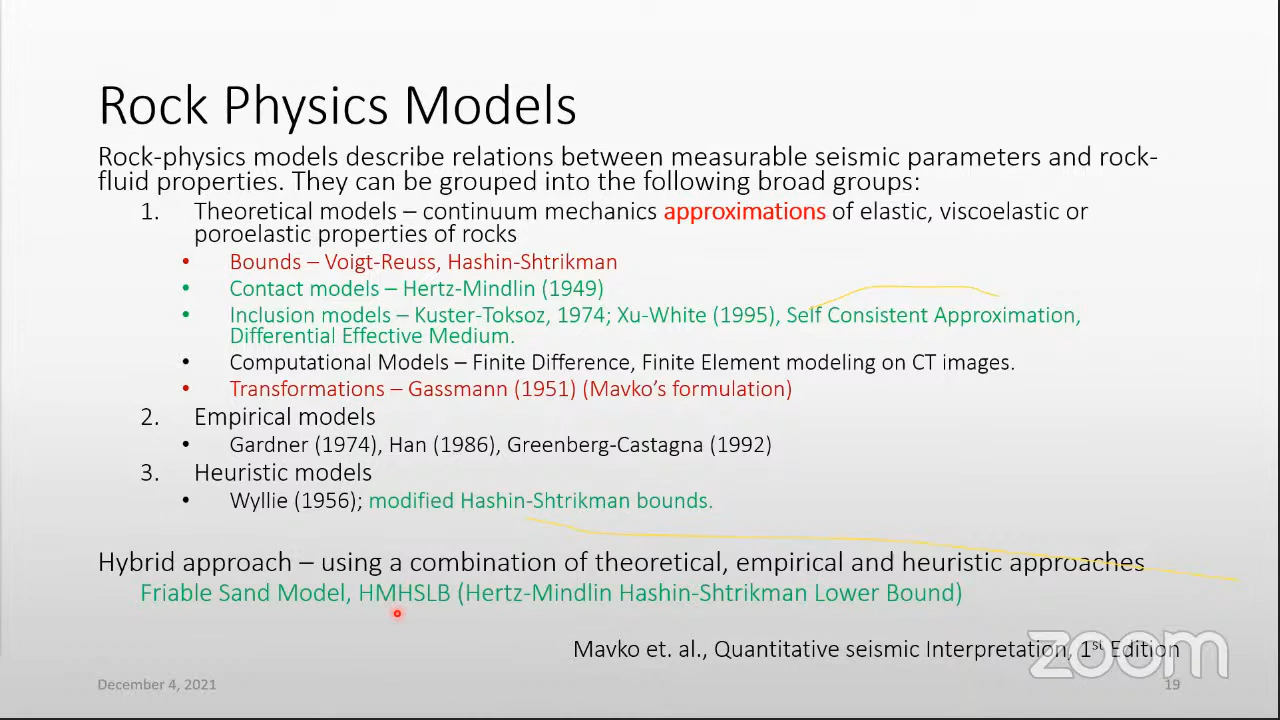 Rock Physics Models
Rock-physics models describe relations between measurable seismic parameters and rock-
fluid properties. They can be grouped into the following broad groups:
1. Theoretical models – continuum mechanics approximations of elastic, viscoelastic or
poroelastic properties of rocks
• Bounds – Voigt-Reuss, Hashin-Shtrikman
• Contact models – Hertz-Mindlin (1949)
• Inclusion models – Kuster-Toksoz, 1974; Xu-White (1995), Self Consistent Approximation,
Differential Effective Medium.
• Computational Models – Finite Difference, Finite Element modeling on CT images.
• Transformations – Gassmann (1951) (Mavko’s formulation)
2. Empirical models
• Gardner (1974), Han (1986), Greenberg-Castagna (1992)
3. Heuristic models
• Wyllie (1956); modified Hashin-Shtrikman bounds.
Hybrid approach – using a combination of theoretical, empirical and heuristic approaches
Friable Sand Model, HMHSLB (Hertz-Mindlin Hashin-Shtrikman Lower Bound)
Mavko et. al., Quantitative seismic Interpretation, 1st Edition
zoom
December 4, 2021
19